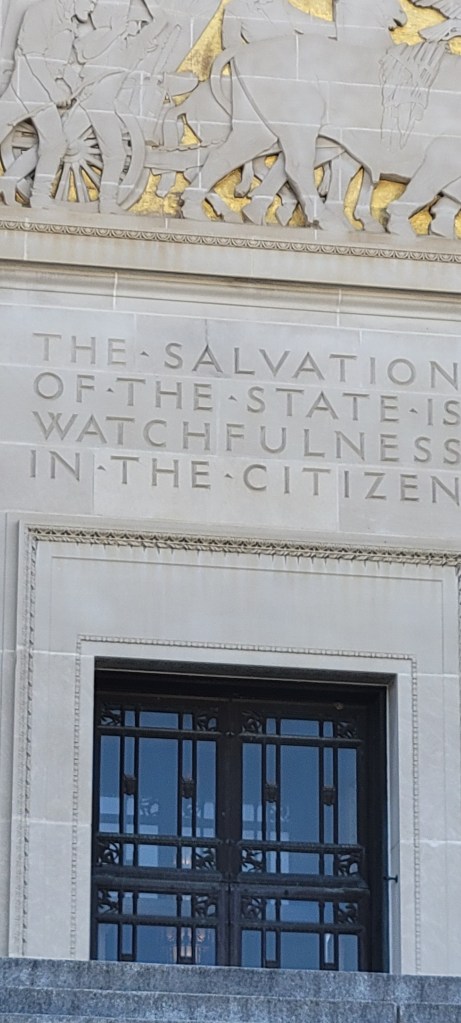 THE·SALVATION
OF·THE·STATE·IS
WATCHFULNESS
IN·THE·CITIZEN